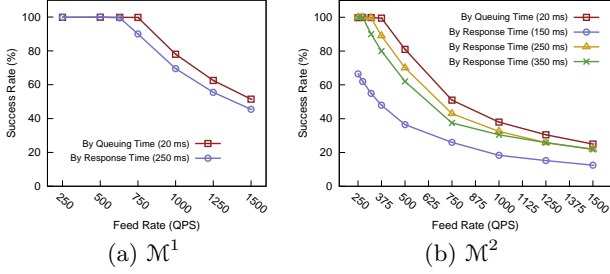 Success Rate (%)
100
80
60
40
20
0
By Queuing Time (20 ms)
By Response Time (250 ms)
250
500
750
1000
1250
1500
Feed Rate (QPS)
(a) ℳ¹
Success Rate (%)
100
80
60
40
20
0
By Queuing Time (20 ms)
By Response Time (150 ms)
By Response Time (250 ms)
By Response Time (350 ms)
250
375
500
625
750
875
1000
1125
1250
1375
1500
Feed Rate (QPS)
(b) ℳ²